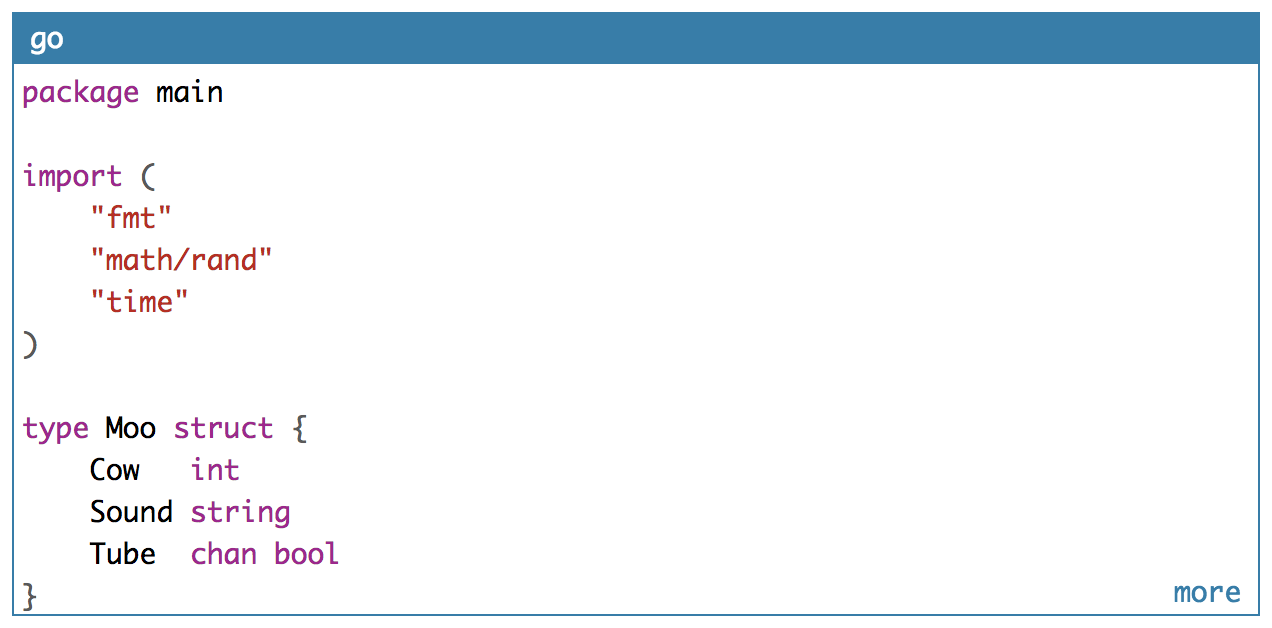 go
package main
import (
"fmt"
"math/rand"
"time"
)
type Moo struct {
Cow   int
Sound string
Tube  chan bool
}
more